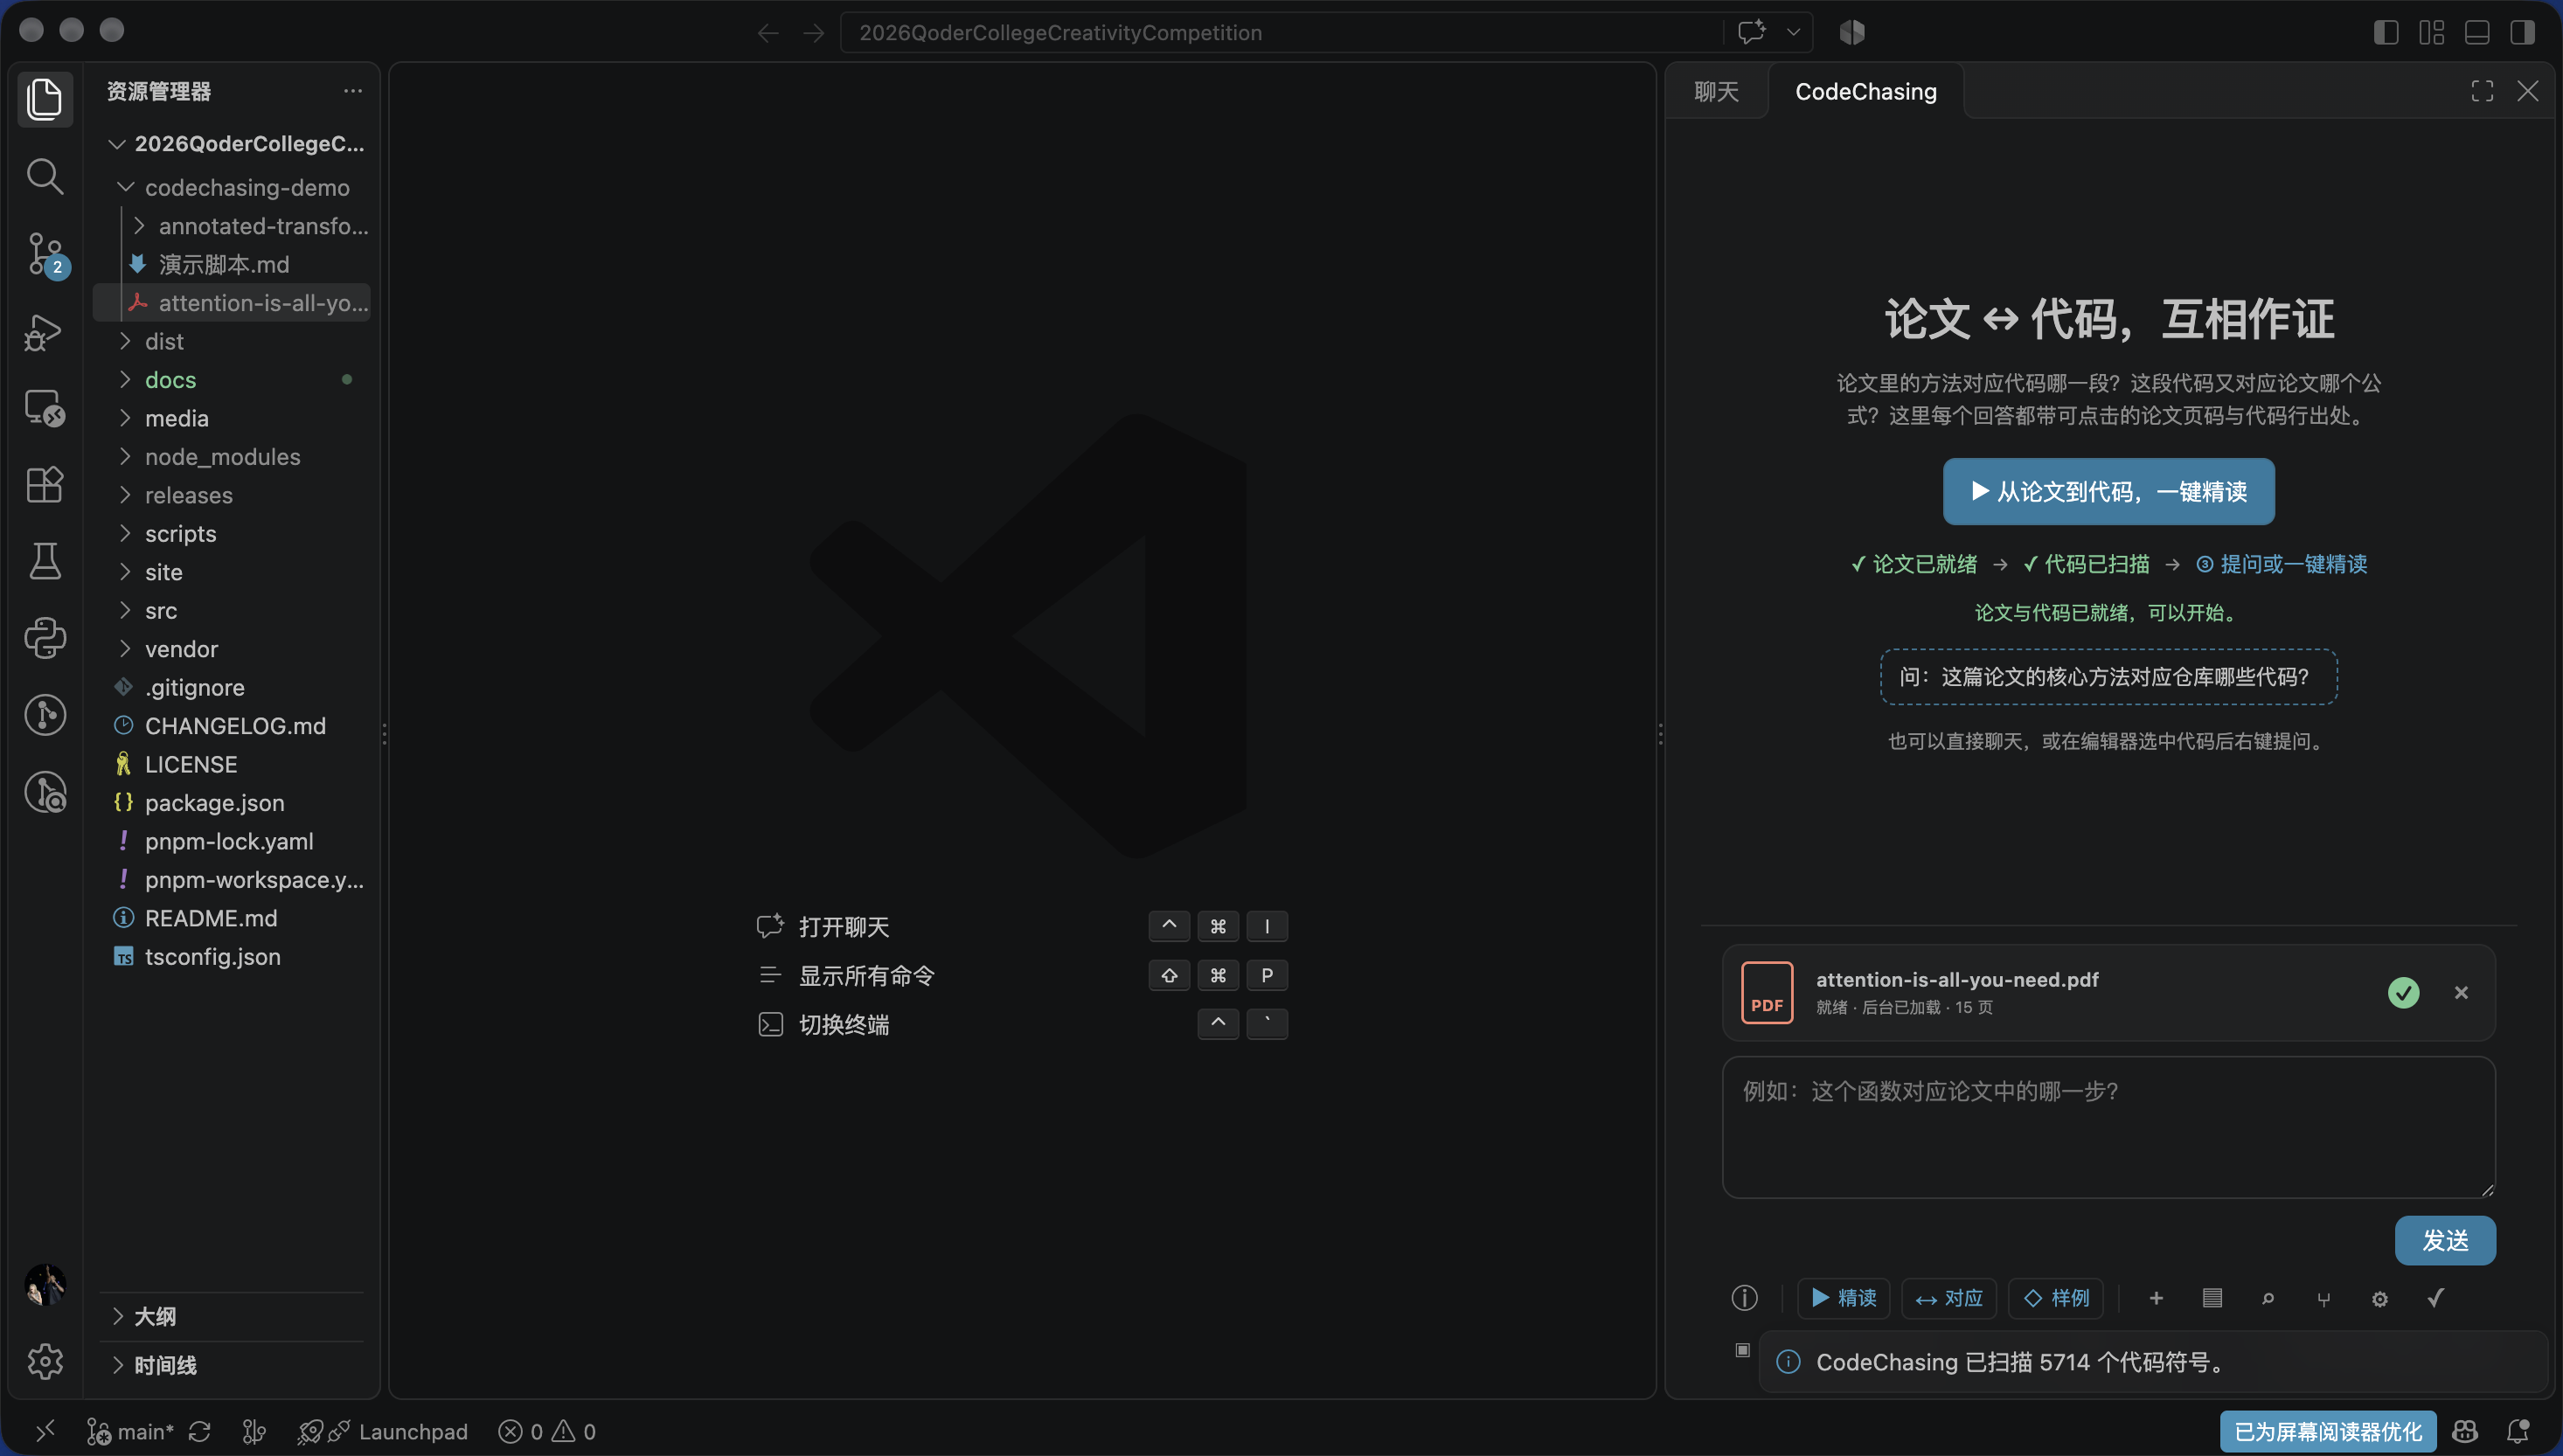 2026QoderCollegeCreativityCompetition
资源管理器
2026QoderCollegeC...
codechasing-demo
annotated-transfo...
演示脚本.md
attention-is-all-yo...
dist
docs
media
node_modules
releases
scripts
site
src
vendor
.gitignore
CHANGELOG.md
LICENSE
package.json
pnpm-lock.yaml
pnpm-workspace.y...
README.md
TS tsconfig.json
大纲
时间线
2
打开聊天 ^ ⌘ I
显示所有命令 ⇧ ⌘ P
切换终端 ^ `
聊天
CodeChasing
论文 ↔ 代码，互相作证
论文里的方法对应代码哪一段？这段代码又对应论文哪个公
式？这里每个回答都带可点击的论文页码与代码行出处。
▶ 从论文到代码，一键精读
✓ 论文已就绪 → ✓ 代码已扫描 → ③ 提问或一键精读
论文与代码已就绪，可以开始。
问：这篇论文的核心方法对应仓库哪些代码？
也可以直接聊天，或在编辑器选中代码后右键提问。
PDF
attention-is-all-you-need.pdf
就绪 · 后台已加载 · 15 页
例如：这个函数对应论文中的哪一步？
发送
▶ 精读
↔ 对应
◇ 样例
CodeChasing 已扫描 5714 个代码符号。
main*
Launchpad
0
0
已为屏幕阅读器优化